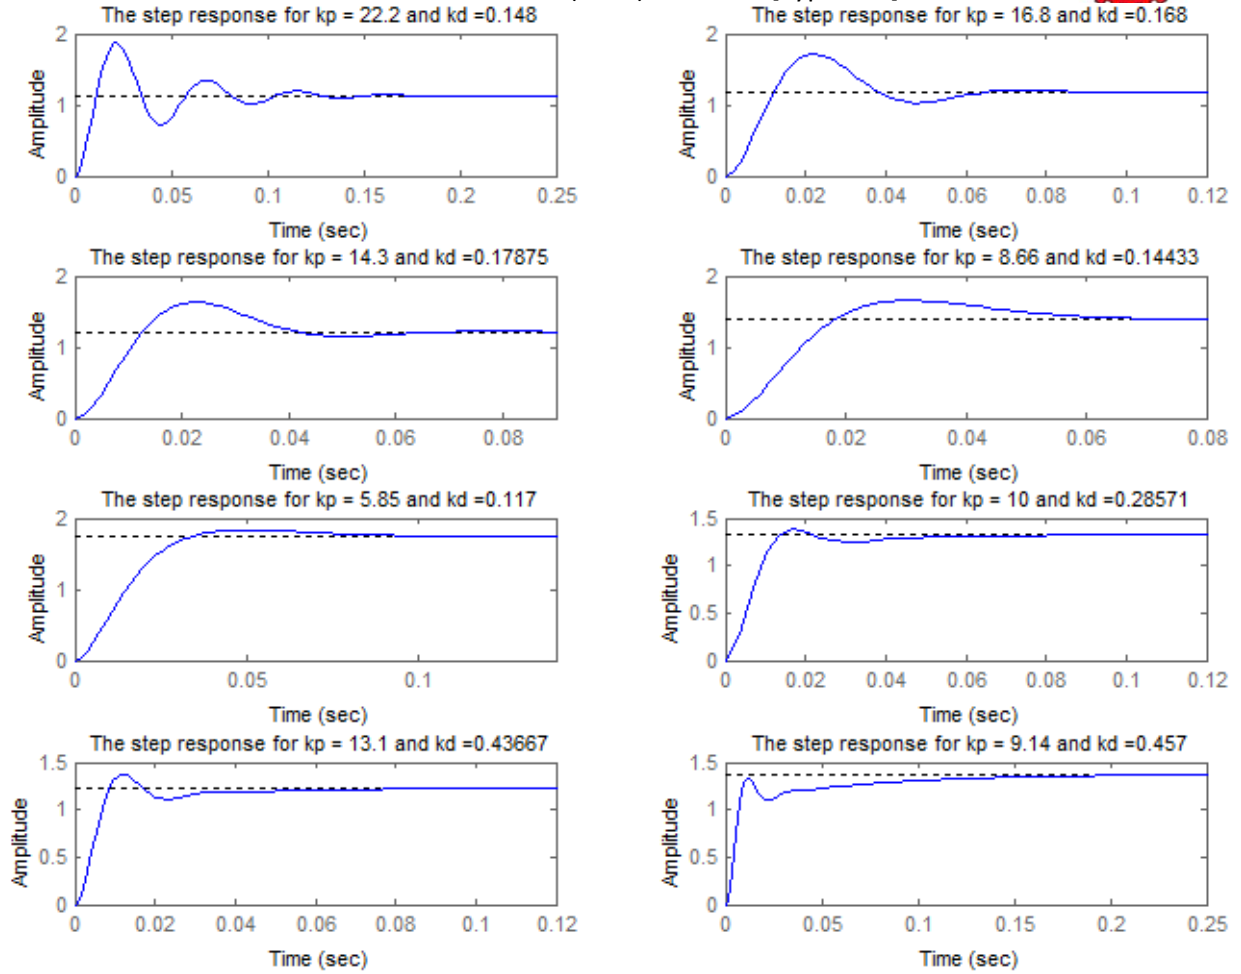 The step response for kp = 22.2 and kd =0.148
2
1
0
Amplitude
0 0.05 0.1 0.15 0.2 0.25
Time (sec)
The step response for kp = 16.8 and kd =0.168
2
1
0
Amplitude
0 0.02 0.04 0.06 0.08 0.1 0.12
Time (sec)
The step response for kp = 14.3 and kd =0.17875
2
1
0
Amplitude
0 0.02 0.04 0.06 0.08
Time (sec)
The step response for kp = 8.66 and kd =0.14433
2
1
0
Amplitude
0 0.02 0.04 0.06 0.08
Time (sec)
The step response for kp = 5.85 and kd =0.117
2
1
0
Amplitude
0 0.05 0.1
Time (sec)
The step response for kp = 10 and kd =0.28571
1.5
1
0.5
0
Amplitude
0 0.02 0.04 0.06 0.08 0.1 0.12
Time (sec)
The step response for kp = 13.1 and kd =0.43667
1.5
1
0.5
0
Amplitude
0 0.02 0.04 0.06 0.08 0.1 0.12
Time (sec)
The step response for kp = 9.14 and kd =0.457
1.5
1
0.5
0
Amplitude
0 0.05 0.1 0.15 0.2 0.25
Time (sec)